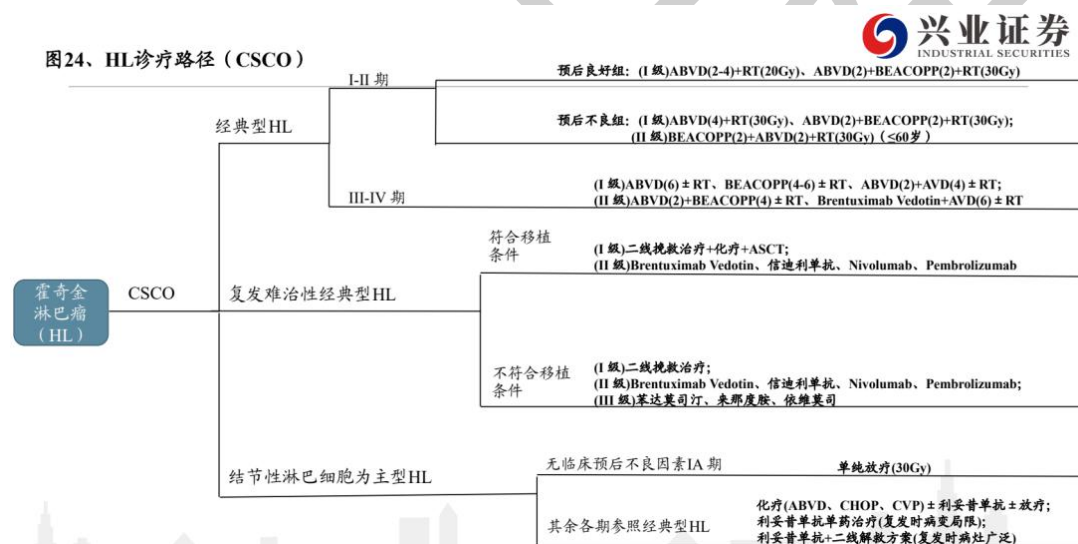 兴业证券
INDUSTRIAL SECURITIES
图24、HL诊疗路径（CSCO）
I-II 期
预后良好组：(I 级)ABVD(2-4)+RT(20Gy)、ABVD(2)+BEACOPP(2)+RT(30Gy)
经典型HL
预后不良组：(I 级)ABVD(4)+RT(30Gy)、ABVD(2)+BEACOPP(2)+RT(30Gy);
(II 级)BEACOPP(2)+ABVD(2)+RT(30Gy)（≤60岁）
III-IV 期
(I 级)ABVD(6)±RT、BEACOPP(4-6)±RT、ABVD(2)+AVD(4)±RT;
(II 级)ABVD(2)+BEACOPP(4)±RT、Brentuximab Vedotin+AVD(6)±RT
霍奇金
淋巴瘤
（HL）
CSCO
复发难治性经典型HL
符合移植
条件
(I 级)二线挽救治疗+化疗+ASCT;
(II 级)Brentuximab Vedotin、信迪利单抗、Nivolumab、Pembrolizumab
不符合移植
条件
(I 级)二线挽救治疗;
(II 级)Brentuximab Vedotin、信迪利单抗、Nivolumab、Pembrolizumab;
(III 级)苯达莫司汀、来那度胺、依维莫司
结节性淋巴细胞为主型HL
无临床预后不良因素IA 期
单纯放疗(30Gy)
其余各期参照经典型HL
化疗(ABVD、CHOP、CVP)±利妥昔单抗±放疗;
利妥昔单抗单药治疗(复发时病变局限);
利妥昔单抗+二线解救方案(复发时病灶广泛)